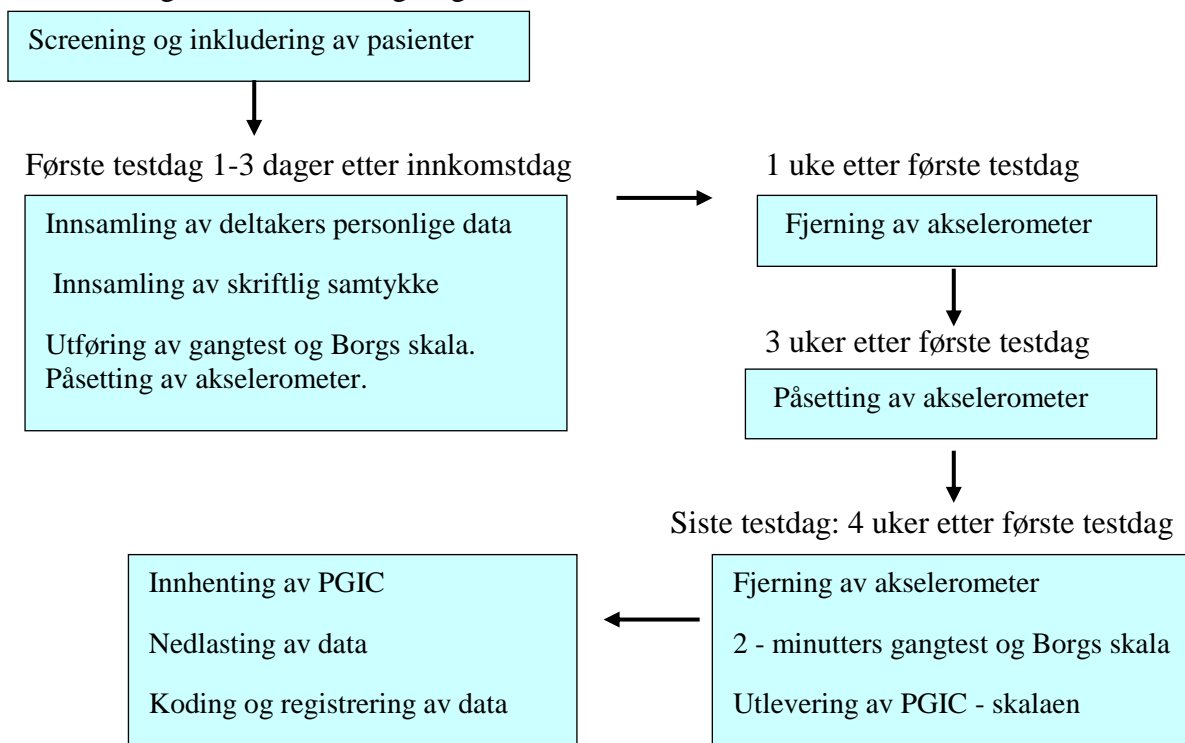 Screening og inkludering av pasienter
Første testdag 1-3 dager etter innkomstdag
Innsamling av deltakers personlige data
Innsamling av skriftlig samtykke
Utføring av gangtest og Borgs skala.
Påsetting av akselerometer.
1 uke etter første testdag
Fjerning av akselerometer
3 uker etter første testdag
Påsetting av akselerometer
Siste testdag: 4 uker etter første testdag
Fjerning av akselerometer
2 - minutters gangtest og Borgs skala
Utlevering av PGIC - skalaen
Innhenting av PGIC
Nedlasting av data
Koding og registrering av data